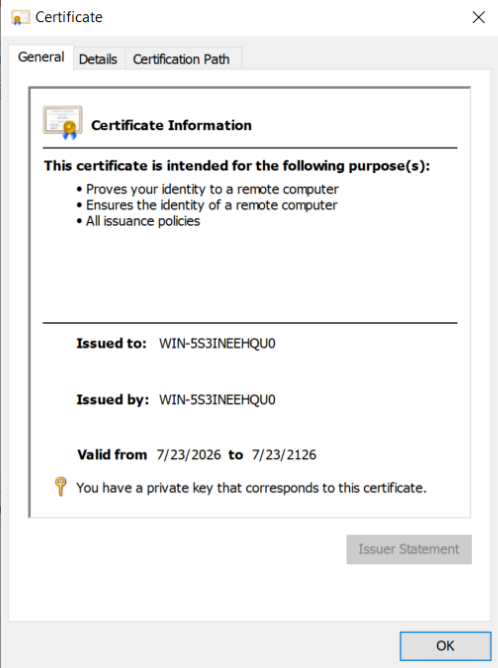 Certificate
General
Details
Certification Path
Certificate Information
This certificate is intended for the following purpose(s):
• Proves your identity to a remote computer
• Ensures the identity of a remote computer
• All issuance policies
Issued to: WIN-5S3INEEHQU0
Issued by: WIN-5S3INEEHQU0
Valid from 7/23/2026 to 7/23/2126
You have a private key that corresponds to this certificate.
Issuer Statement
OK